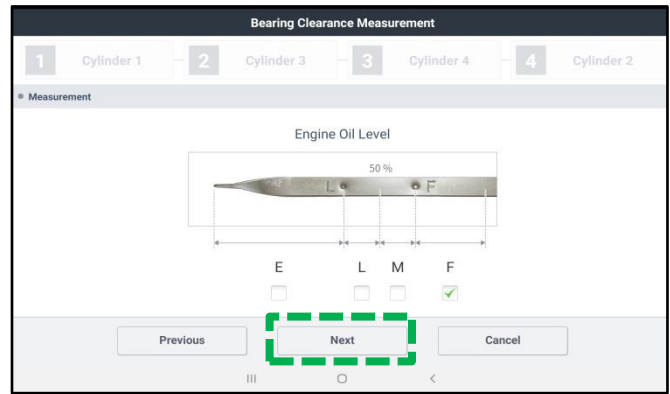 Bearing Clearance Measurement
1 Cylinder 1 2 Cylinder 3 3 Cylinder 4 4 Cylinder 2
Measurement
Engine Oil Level
50 %
L F
E L M F
Previous Next Cancel